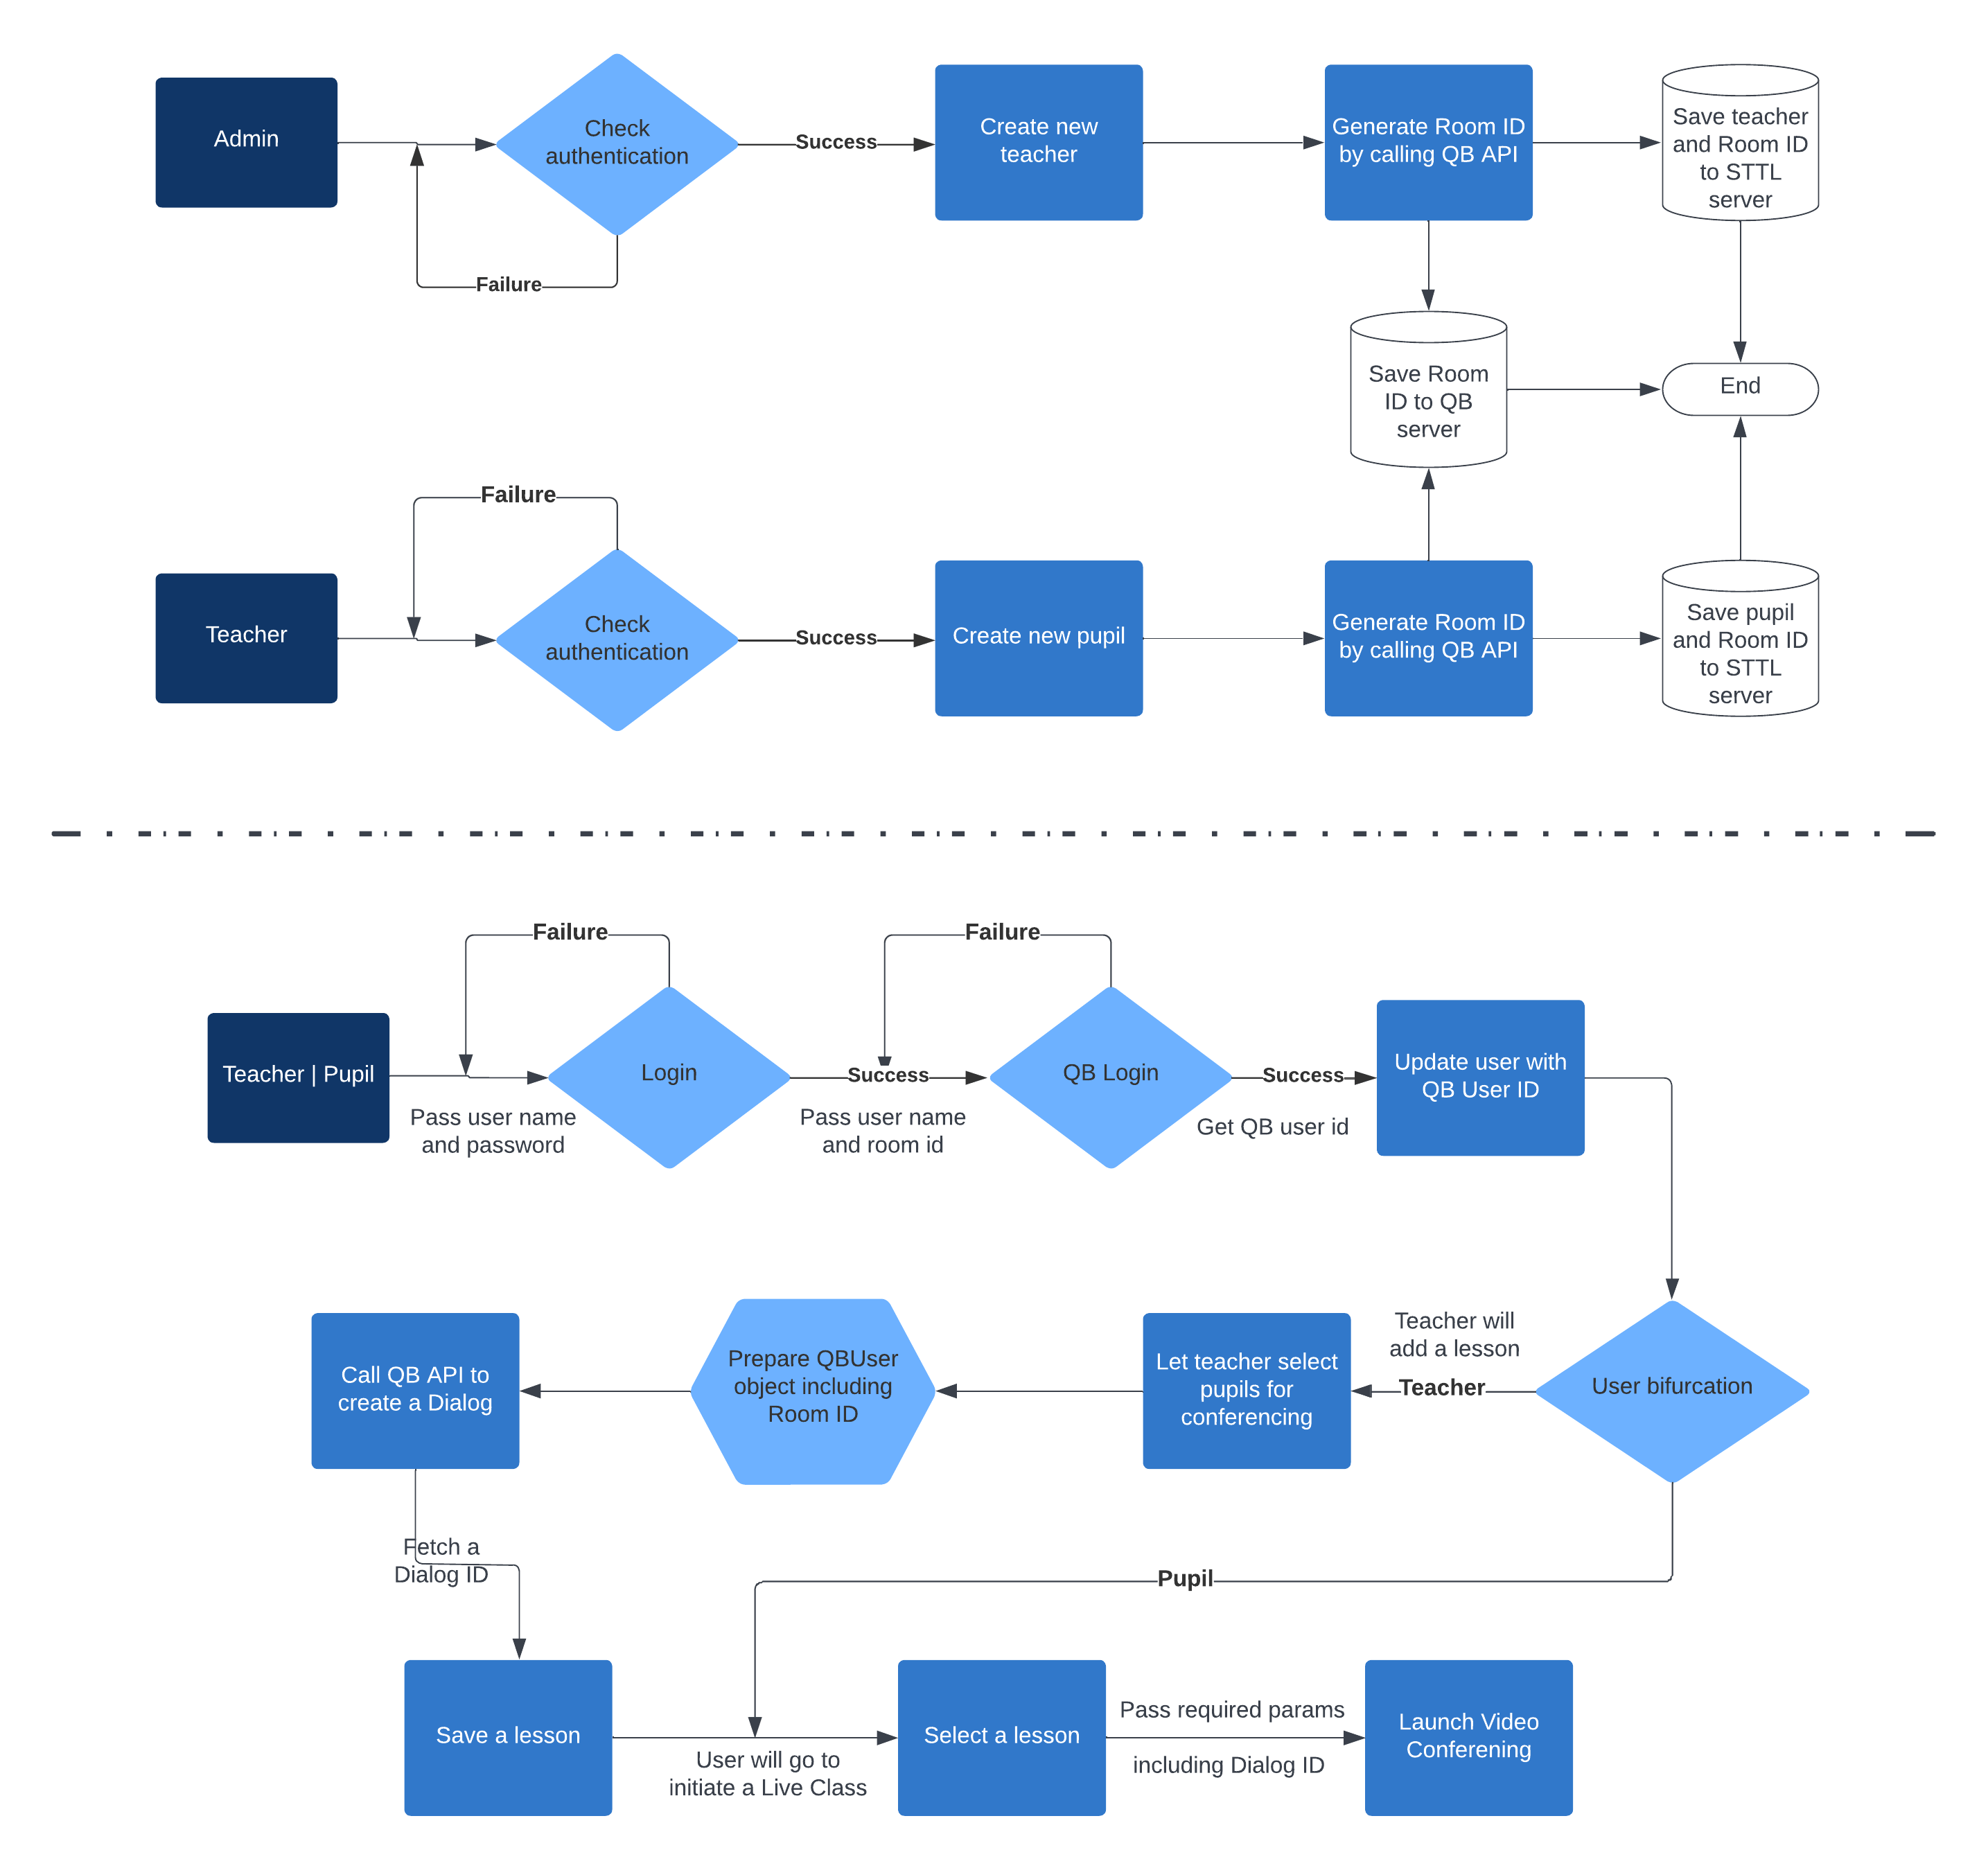 Admin
Check
authentication
Success
Create new
teacher
Generate Room ID
by calling QB API
Save teacher
and Room ID
to STTL
server
Failure
Save Room
ID to QB
server
End
Failure
Teacher
Check
authentication
Success
Create new pupil
Generate Room ID
by calling QB API
Save pupil
and Room ID
to STTL
server
Failure
Failure
Teacher | Pupil
Login
Success
QB Login
Success
Update user with
QB User ID
Pass user name
and password
Pass user name
and room id
Get QB user id
Call QB API to
create a Dialog
Prepare QBUser
object including
Room ID
Let teacher select
pupils for
conferencing
Teacher will
add a lesson
Teacher
User bifurcation
Fetch a
Dialog ID
Pupil
Save a lesson
User will go to
initiate a Live Class
Select a lesson
Pass required params
including Dialog ID
Launch Video
Conferening